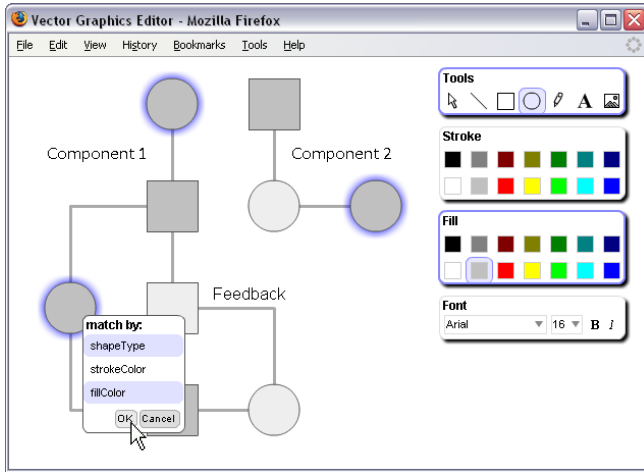 Vector Graphics Editor - Mozilla Firefox
File Edit View History Bookmarks Tools Help
Component 1
Component 2
Feedback
match by:
shapeType
strokeColor
fillColor
OK Cancel
Tools
A
Stroke
Fill
Font
Arial 16 B I